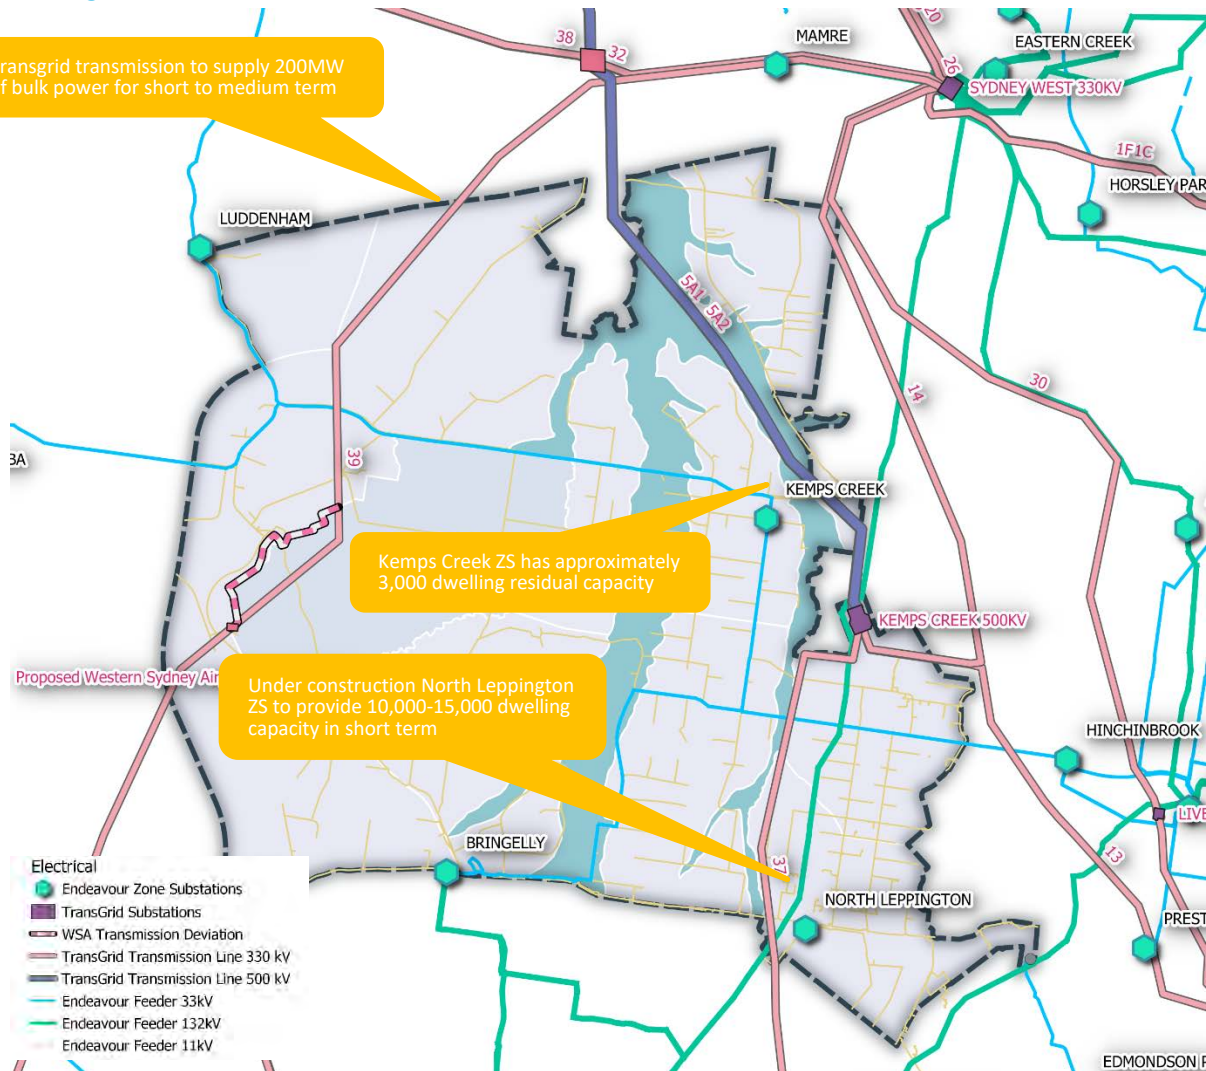 38
32
20
MAMRE
EASTERN CREEK
26
SYDNEY WEST 330KV
ransgrid transmission to supply 200MW
f bulk power for short to medium term
1F1C
HORSLEY PAR
LUDDENHAM
5A1 5A2
14
30
39
BA
KEMPS CREEK
Kemps Creek ZS has approximately
3,000 dwelling residual capacity
KEMPS CREEK 500KV
Proposed Western Sydney Air
Under construction North Leppington
ZS to provide 10,000-15,000 dwelling
capacity in short term
HINCHINBROOK
LIVE
BRINGELLY
37
13
NORTH LEPPINGTON
PREST
Electrical
Endeavour Zone Substations
TransGrid Substations
WSA Transmission Deviation
TransGrid Transmission Line 330 kV
TransGrid Transmission Line 500 kV
Endeavour Feeder 33kV
Endeavour Feeder 132kV
Endeavour Feeder 11kV
EDMONDSON P